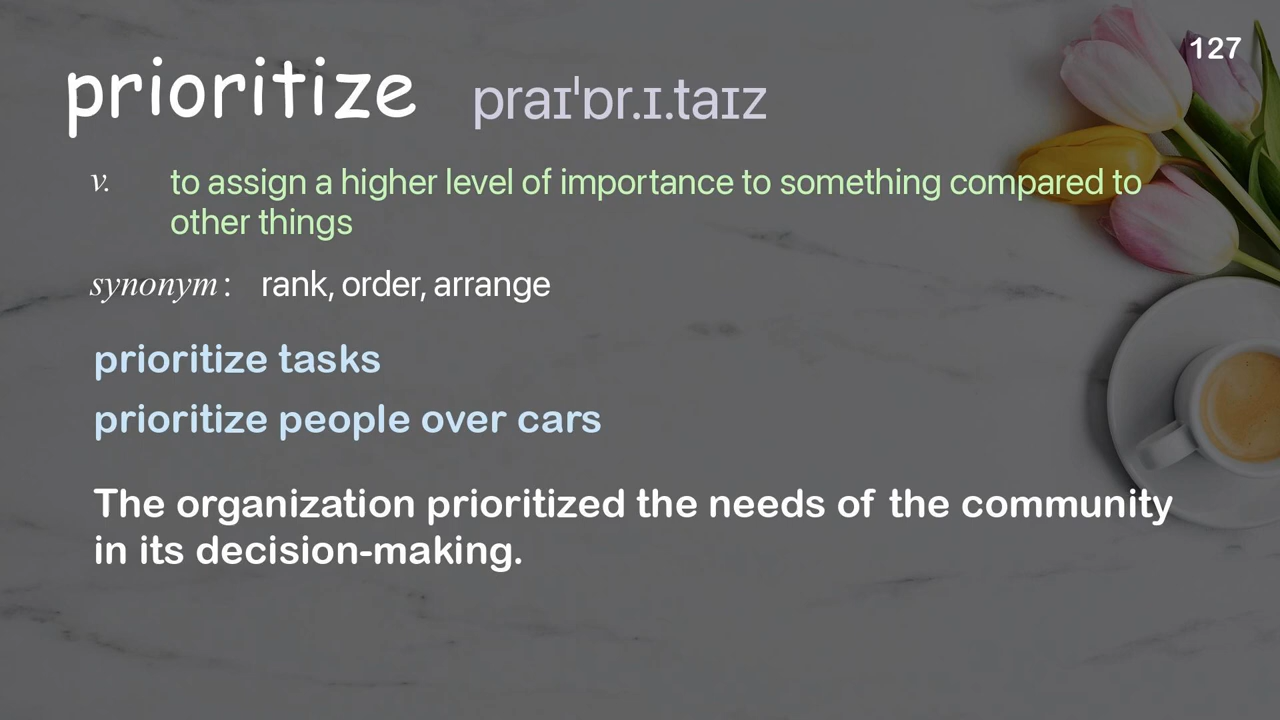 127
prioritize praɪˈɒr.ɪ.taɪz
v. to assign a higher level of importance to something compared to
other things
synonym: rank, order, arrange
prioritize tasks
prioritize people over cars
The organization prioritized the needs of the community
in its decision-making.